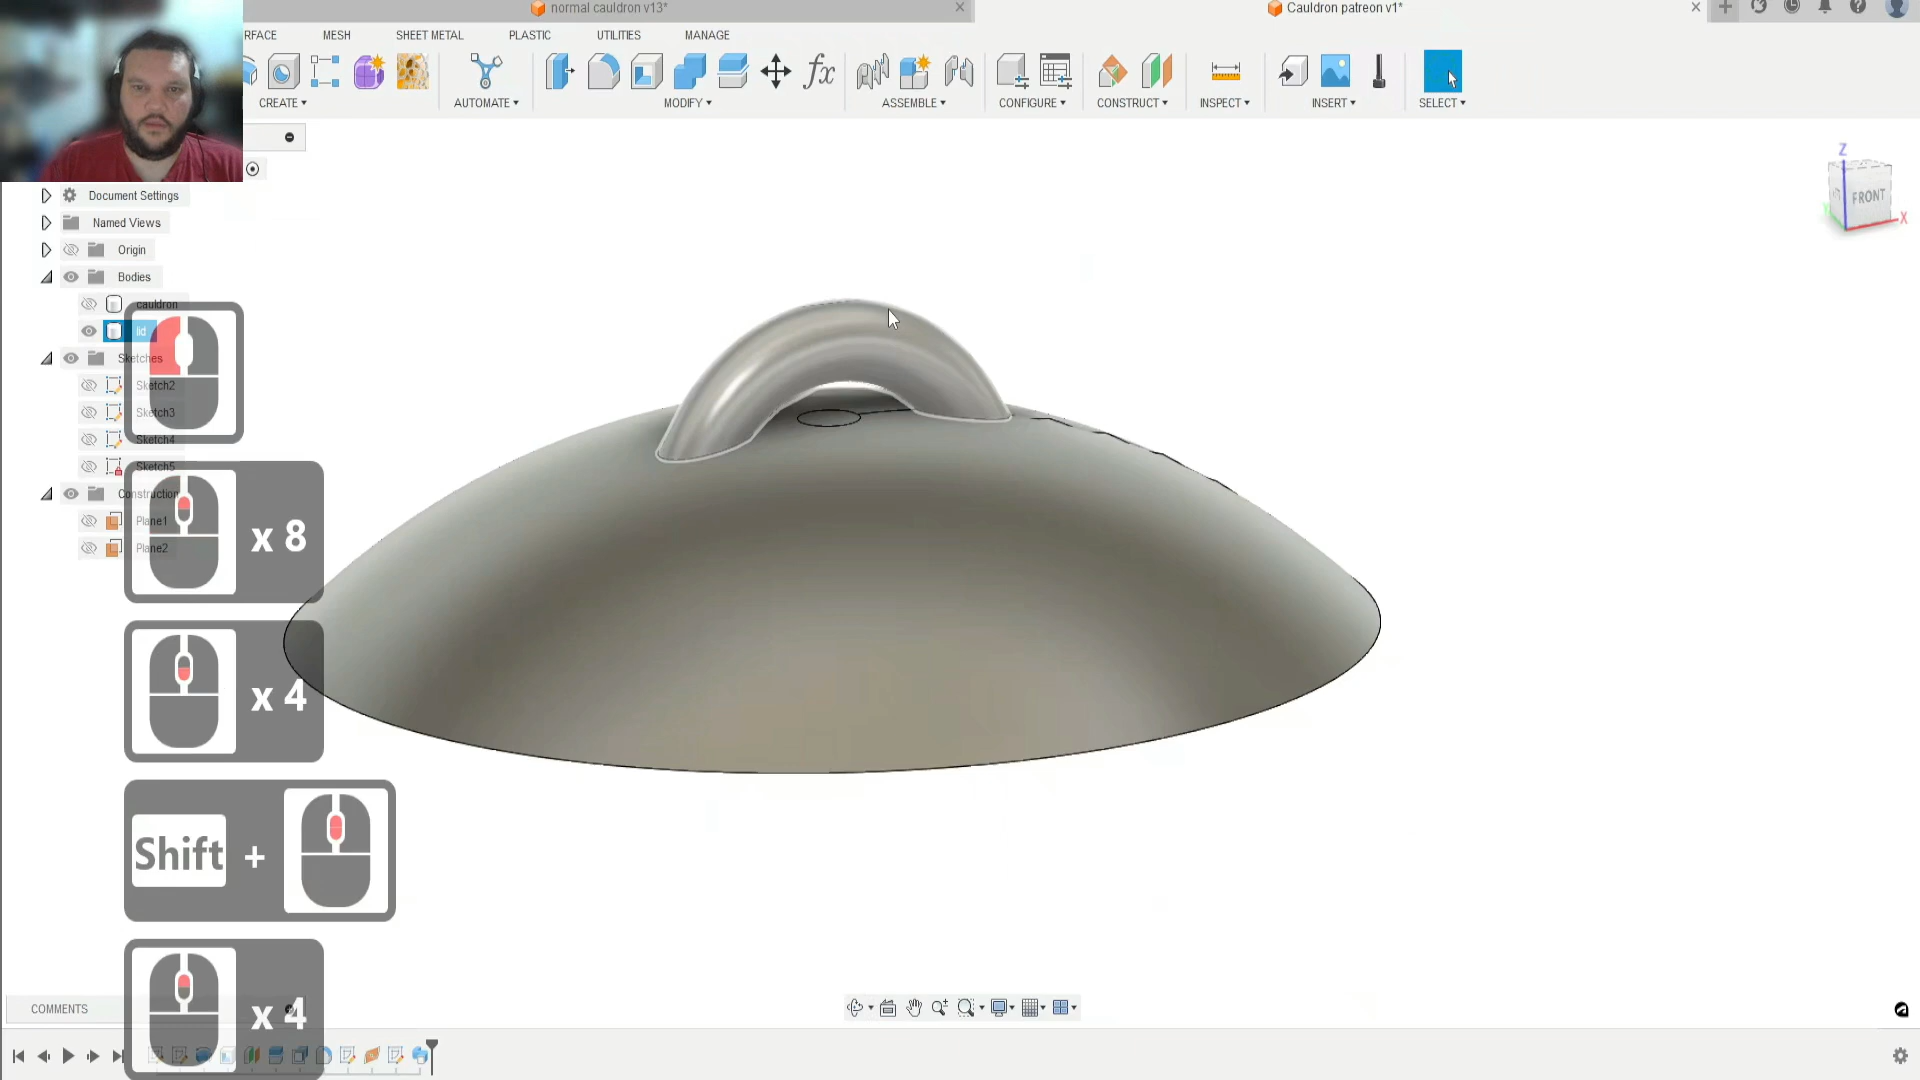 normal cauldron v13*
Cauldron patreon v1*
RFACE
MESH
SHEET METAL
PLASTIC
UTILITIES
MANAGE
fx
CREATE
AUTOMATE
MODIFY
ASSEMBLE
CONFIGURE
CONSTRUCT
INSPECT
INSERT
SELECT
Document Settings
Named Views
Origin
Bodies
cauldron
lid
Sketches
Sketch2
Sketch3
Sketch4
Sketch5
Construction
Plane1
Plane2
x 8
x 4
Shift +
x 4
Z
FRONT
X
COMMENTS